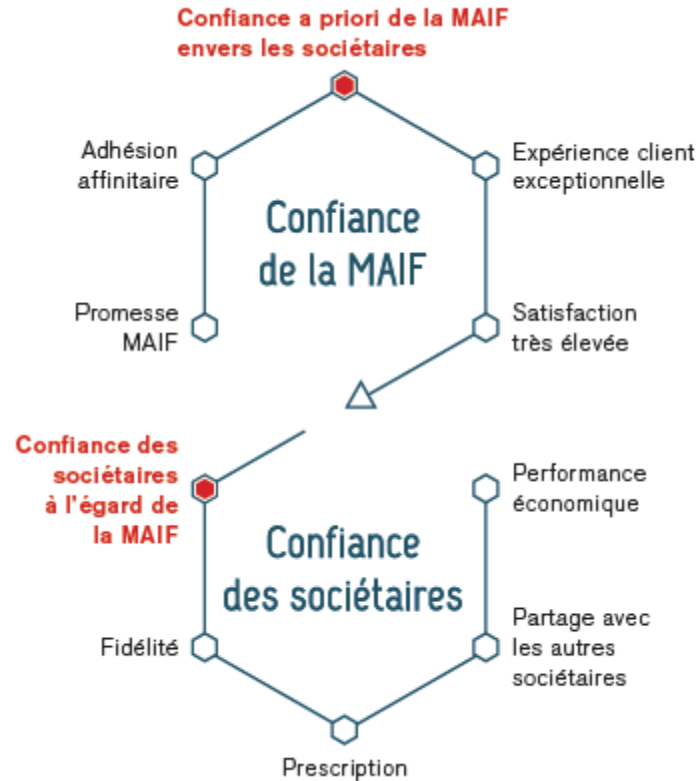 Confiance a priori de la MAIF
envers les sociétaires
Adhésion
affinitaire
Expérience client
exceptionnelle
Confiance
de la MAIF
Promesse
MAIF
Satisfaction
très élevée
Confiance des
sociétaires
à l'égard de
la MAIF
Performance
économique
Confiance
des sociétaires
Fidélité
Partage avec
les autres
sociétaires
Prescription